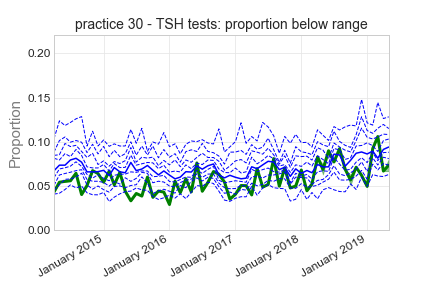 practice 30 - TSH tests: proportion below range
Proportion
0.20
0.15
0.10
0.05
0.00
January 2015
January 2016
January 2017
January 2018
January 2019